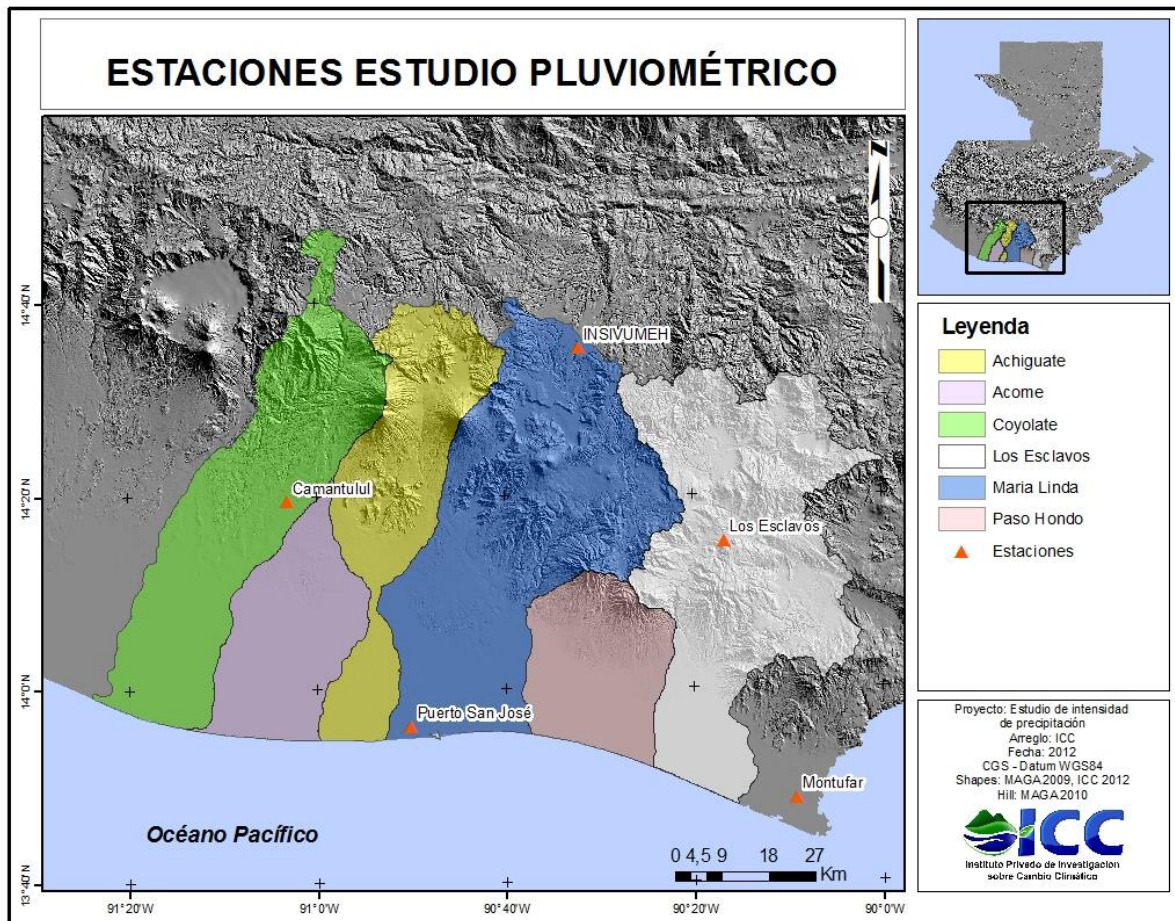 ESTACIONES ESTUDIO PLUVIOMÉTRICO
INSIVUMEH
Camantulul
Los Esclavos
Puerto San José
Montufar
Océano Pacífico
0 4,5 9 18 27
Km
14°40'N
14°20'N
14°0'N
13°40'N
91°20'W
91°0'W
90°40'W
90°20'W
90°0'W
Leyenda
Achiguate
Acome
Coyolate
Los Esclavos
Maria Linda
Paso Hondo
Estaciones
Proyecto: Estudio de intensidad
de precipitación
Arreglo: ICC
Fecha: 2012
CGS - Datum WGS84
Shapes: MAGA2009, ICC 2012
Hill: MAGA2010
ICC
Instituto Privado de Investigación
sobre Cambio Climático